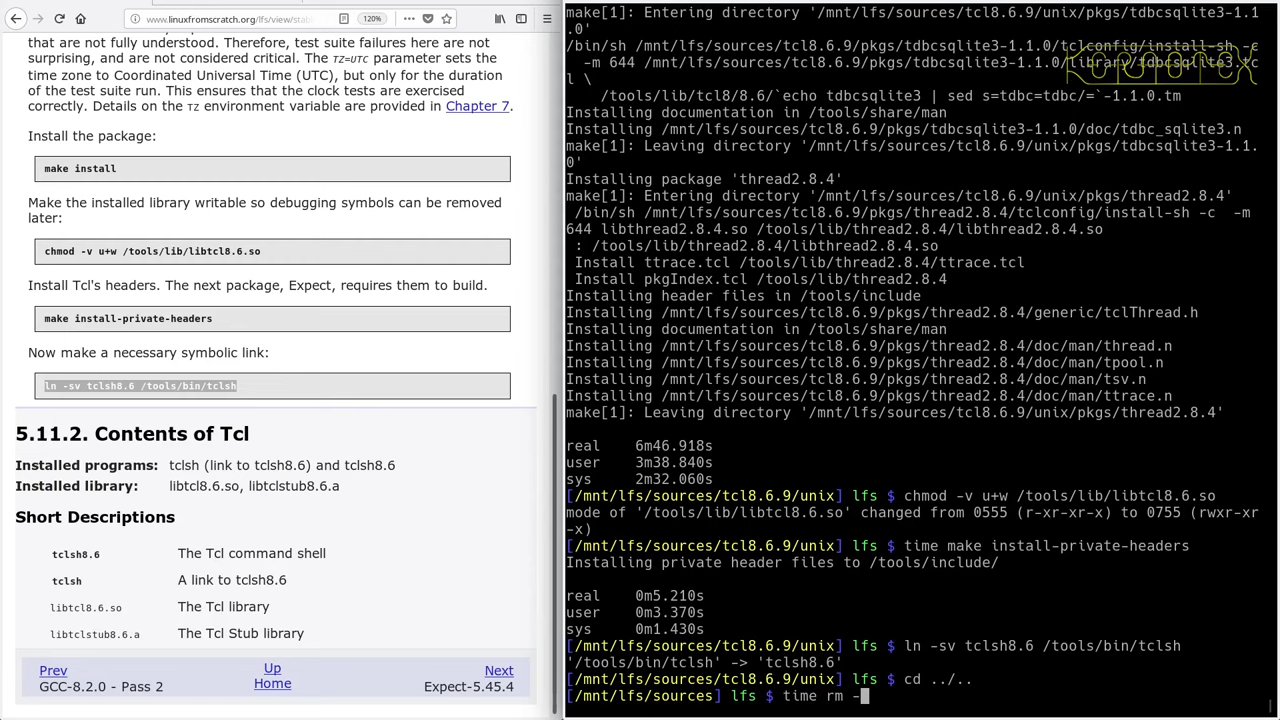 www.linuxfromscratch.org/lfs/view/stab
120%
that are not fully understood. Therefore, test suite failures here are not
surprising, and are not considered critical. The TZ=UTC parameter sets the
time zone to Coordinated Universal Time (UTC), but only for the duration
of the test suite run. This ensures that the clock tests are exercised
correctly. Details on the TZ environment variable are provided in Chapter 7.
Install the package:
make install
Make the installed library writable so debugging symbols can be removed
later:
chmod -v u+w /tools/lib/libtcl8.6.so
Install Tcl's headers. The next package, Expect, requires them to build.
make install-private-headers
Now make a necessary symbolic link:
ln -sv tclsh8.6 /tools/bin/tclsh
5.11.2. Contents of Tcl
Installed programs: tclsh (link to tclsh8.6) and tclsh8.6
Installed library: libtcl8.6.so, libtclstub8.6.a
Short Descriptions
tclsh8.6 The Tcl command shell
tclsh A link to tclsh8.6
libtcl8.6.so The Tcl library
libtclstub8.6.a The Tcl Stub library
Prev Up Next
GCC-8.2.0 - Pass 2 Home Expect-5.45.4
make[1]: Entering directory '/mnt/lfs/sources/tcl8.6.9/unix/pkgs/tdbcsqlite3-1.1
.0'
/bin/sh /mnt/lfs/sources/tcl8.6.9/pkgs/tdbcsqlite3-1.1.0/tclconfig/install-sh -c
 -m 644 /mnt/lfs/sources/tcl8.6.9/pkgs/tdbcsqlite3-1.1.0/library/tdbcsqlite3.tc
l \
/tools/lib/tcl8/8.6/`echo tdbcsqlite3 | sed s=tdbc=tdbc/=`-1.1.0.tm
Installing documentation in /tools/share/man
Installing /mnt/lfs/sources/tcl8.6.9/pkgs/tdbcsqlite3-1.1.0/doc/tdbc_sqlite3.n
make[1]: Leaving directory '/mnt/lfs/sources/tcl8.6.9/unix/pkgs/tdbcsqlite3-1.1.
0'
Installing package 'thread2.8.4'
make[1]: Entering directory '/mnt/lfs/sources/tcl8.6.9/unix/pkgs/thread2.8.4'
/bin/sh /mnt/lfs/sources/tcl8.6.9/pkgs/thread2.8.4/tclconfig/install-sh -c -m
644 libthread2.8.4.so /tools/lib/thread2.8.4/libthread2.8.4.so
: /tools/lib/thread2.8.4/libthread2.8.4.so
Install ttrace.tcl /tools/lib/thread2.8.4/ttrace.tcl
Install pkgIndex.tcl /tools/lib/thread2.8.4
Installing header files in /tools/include
Installing /mnt/lfs/sources/tcl8.6.9/pkgs/thread2.8.4/generic/tclThread.h
Installing documentation in /tools/share/man
Installing /mnt/lfs/sources/tcl8.6.9/pkgs/thread2.8.4/doc/man/thread.n
Installing /mnt/lfs/sources/tcl8.6.9/pkgs/thread2.8.4/doc/man/tpool.n
Installing /mnt/lfs/sources/tcl8.6.9/pkgs/thread2.8.4/doc/man/tsv.n
Installing /mnt/lfs/sources/tcl8.6.9/pkgs/thread2.8.4/doc/man/ttrace.n
make[1]: Leaving directory '/mnt/lfs/sources/tcl8.6.9/unix/pkgs/thread2.8.4'
real 6m46.918s
user 3m38.840s
sys 2m32.060s
[/mnt/lfs/sources/tcl8.6.9/unix] lfs $ chmod -v u+w /tools/lib/libtcl8.6.so
mode of '/tools/lib/libtcl8.6.so' changed from 0555 (r-xr-xr-x) to 0755 (rwxr-xr
-x)
[/mnt/lfs/sources/tcl8.6.9/unix] lfs $ time make install-private-headers
Installing private header files to /tools/include/
real 0m5.210s
user 0m3.370s
sys 0m1.430s
[/mnt/lfs/sources/tcl8.6.9/unix] lfs $ ln -sv tclsh8.6 /tools/bin/tclsh
'/tools/bin/tclsh' -> 'tclsh8.6'
[/mnt/lfs/sources/tcl8.6.9/unix] lfs $ cd ../..
[/mnt/lfs/sources] lfs $ time rm -